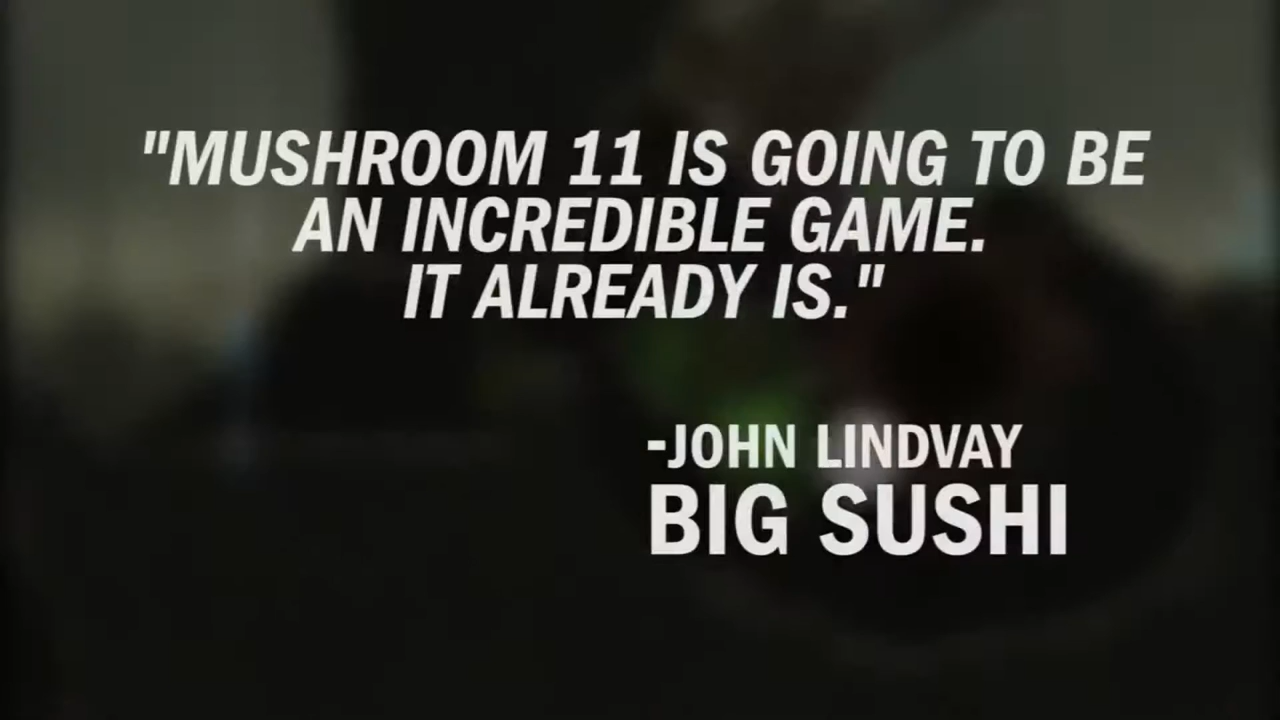 "MUSHROOM 11 IS GOING TO BE
AN INCREDIBLE GAME.
IT ALREADY IS."
-JOHN LINDVAY
BIG SUSHI